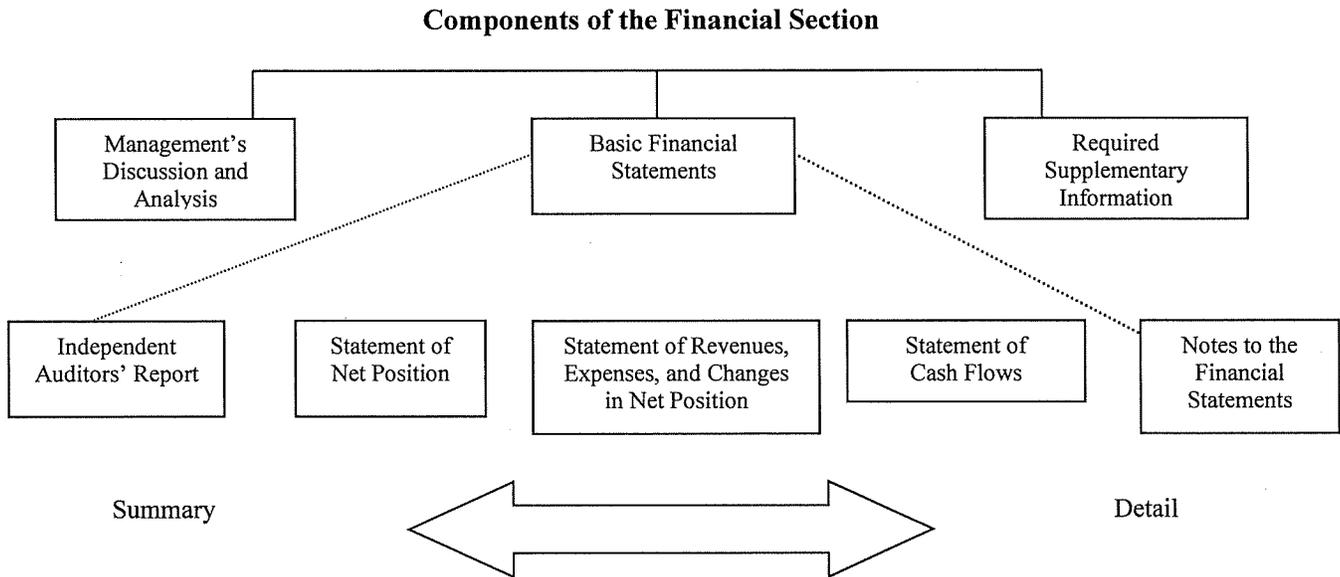 Components of the Financial Section
Management's
Discussion and
Analysis
Basic Financial
Statements
Required
Supplementary
Information
Independent
Auditors' Report
Statement of
Net Position
Statement of Revenues,
Expenses, and Changes
in Net Position
Statement of
Cash Flows
Notes to the
Financial
Statements
Summary
Detail